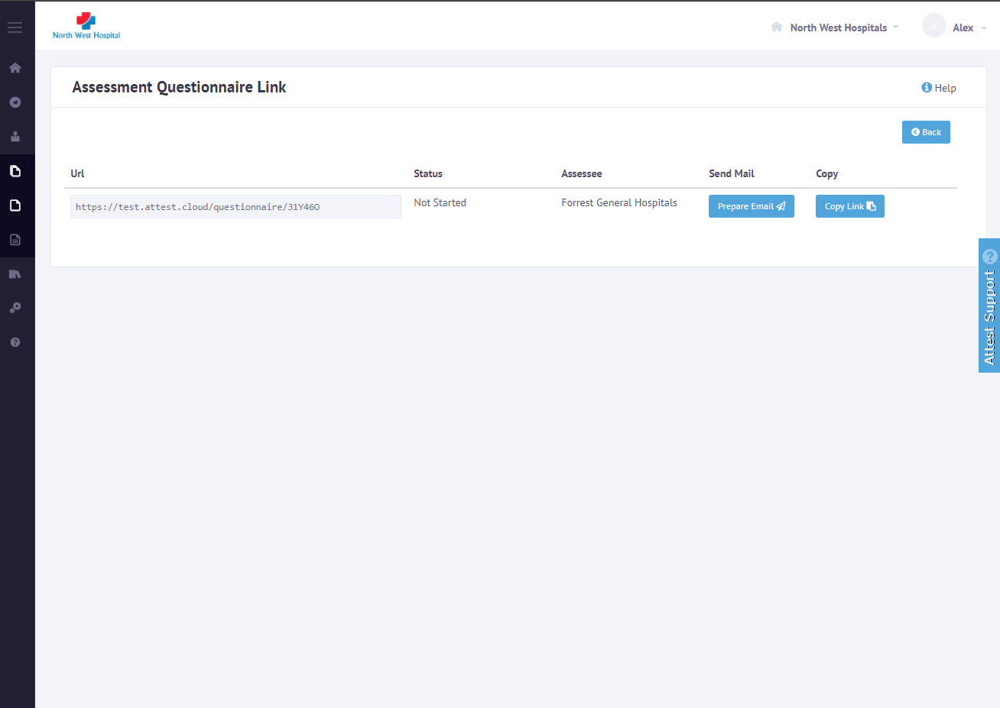 North West Hospital
North West Hospitals
A
Alex
Assessment Questionnaire Link
Help
Back
Url Status Assessee Send Mail Copy
https://test.attest.cloud/questionnaire/31Y46O Not Started Forrest General Hospitals Prepare Email Copy Link
Attest Support